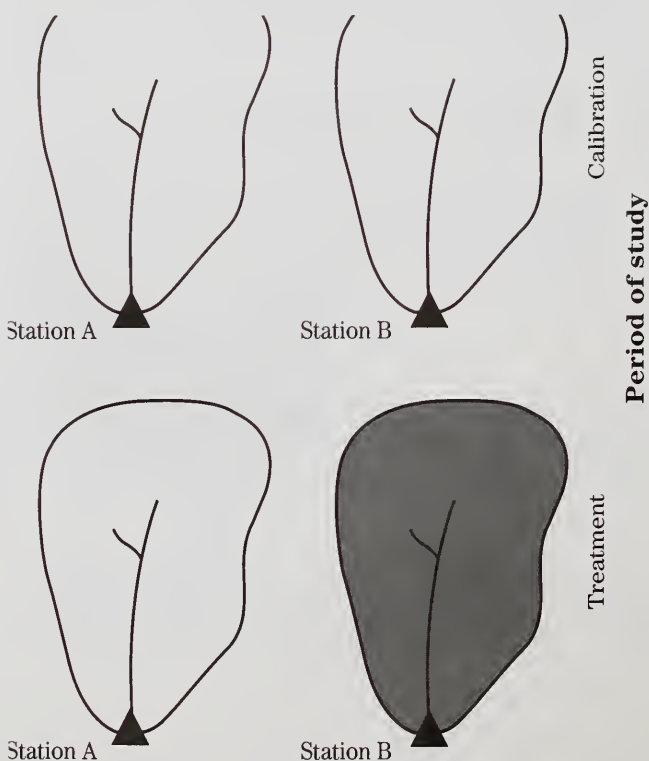 Calibration
Station A
Station B
Period of study
Treatment
Station A
Station B